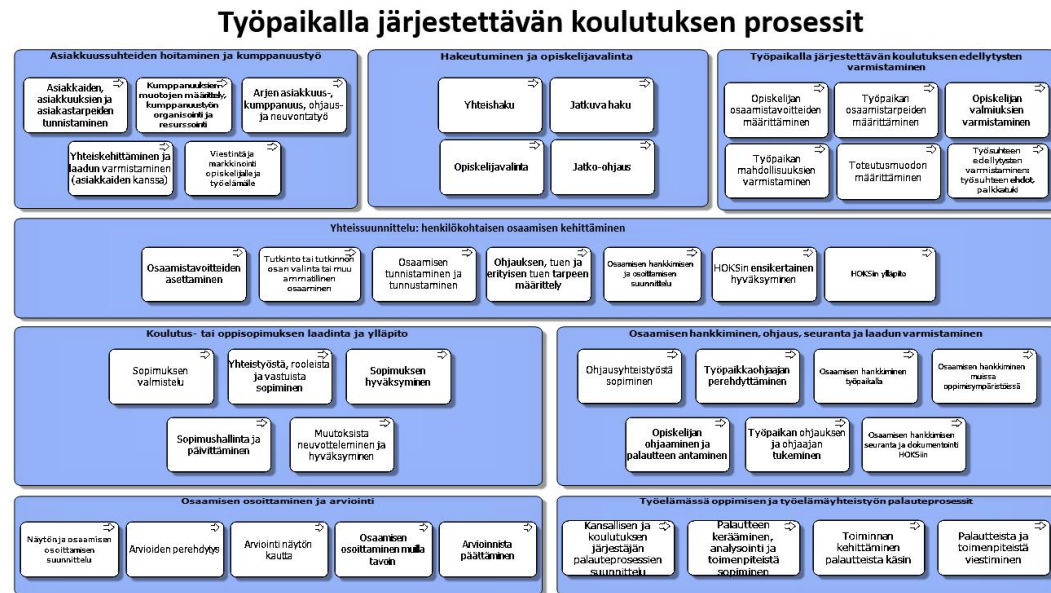 Työpaikalla järjestettävän koulutuksen prosessit
Asiakkuussuhteiden hoitaminen ja kumppanuustyö
Asiakkaiden,
asiakkuuksien ja
asiakastarpeiden
tunnistaminen
Kumppanuuksien
muotojen määrittely,
kumppanuustyön
organisointi ja
resurssointi
Arjen asiakkuus-,
kumppanuus, ohjaus-
ja neuvontatyö
Yhteiskehittäminen ja
laadun varmistaminen
(asiakkaiden kanssa)
Viestintä ja
markkinointi
opiskelijalle ja
työelämälle
Hakeutuminen ja opiskelijavalinta
Yhteishaku
Jatkuva haku
Opiskelijavalinta
Jatko-ohjaus
Työpaikalla järjestettävän koulutuksen edellytysten
varmistaminen
Opiskelijan
osaamistavoitteiden
määrittäminen
Työpaikan
osaamistarpeiden
määrittäminen
Opiskelijan
valmiuksien
varmistaminen
Työpaikan
mahdollisuuksien
varmistaminen
Toteutusmuodon
määrittäminen
Työsuhteen
edellytysten
varmistaminen:
työsuhteen ehdot,
palkkatuki
Yhteissuunnittelu: henkilökohtaisen osaamisen kehittäminen
Osaamistavoitteiden
asettaminen
Tutkinto tai tutkinnon
osan valinta tai muu
ammatillinen
osaaminen
Osaamisen
tunnistaminen ja
tunnustaminen
Ohjauksen, tuen ja
erityisen tuen tarpeen
määrittely
Osaamisen hankkimisen
ja osoittamisen
suunnittelu
HOKSin ensikertainen
hyväksyminen
HOKSin ylläpito
Koulutus- tai oppisopimuksen laadinta ja ylläpito
Sopimuksen
valmistelu
Yhteistyöstä, rooleista
ja vastuista
sopiminen
Sopimuksen
hyväksyminen
Sopimushallinta ja
päivittäminen
Muutoksista
neuvotteleminen ja
hyväksyminen
Osaamisen hankkiminen, ohjaus, seuranta ja laadun varmistaminen
Ohjausyhteistyöstä
sopiminen
Työpaikkaohjaajan
perehdyttäminen
Osaamisen hankkiminen
työpaikalla
Osaamisen hankkiminen
muissa
oppimisympäristöissä
Opiskelijan
ohjaaminen ja
palautteen antaminen
Työpaikan ohjauksen
ja ohjaajan
tukeminen
Osaamisen hankkimisen
seuranta ja dokumentointi
HOKSiin
Osaamisen osoittaminen ja arviointi
Näytön ja osaamisen
osoittamisen
suunnittelu
Arvioiden perehdytys
Arviointi näytön
kautta
Osaamisen
osoittaminen muilla
tavoin
Arvioinnista
päättäminen
Työelämässä oppimisen ja työelämäyhteistyön palauteprosessit
Kansallisen ja
koulutuksen
järjestäjän
palauteprosessien
suunnittelu
Palautteen
kerääminen,
analysointi ja
toimenpiteistä
sopiminen
Toiminnan
kehittäminen
palautteista käsin
Palautteista ja
toimenpiteistä
viestiminen